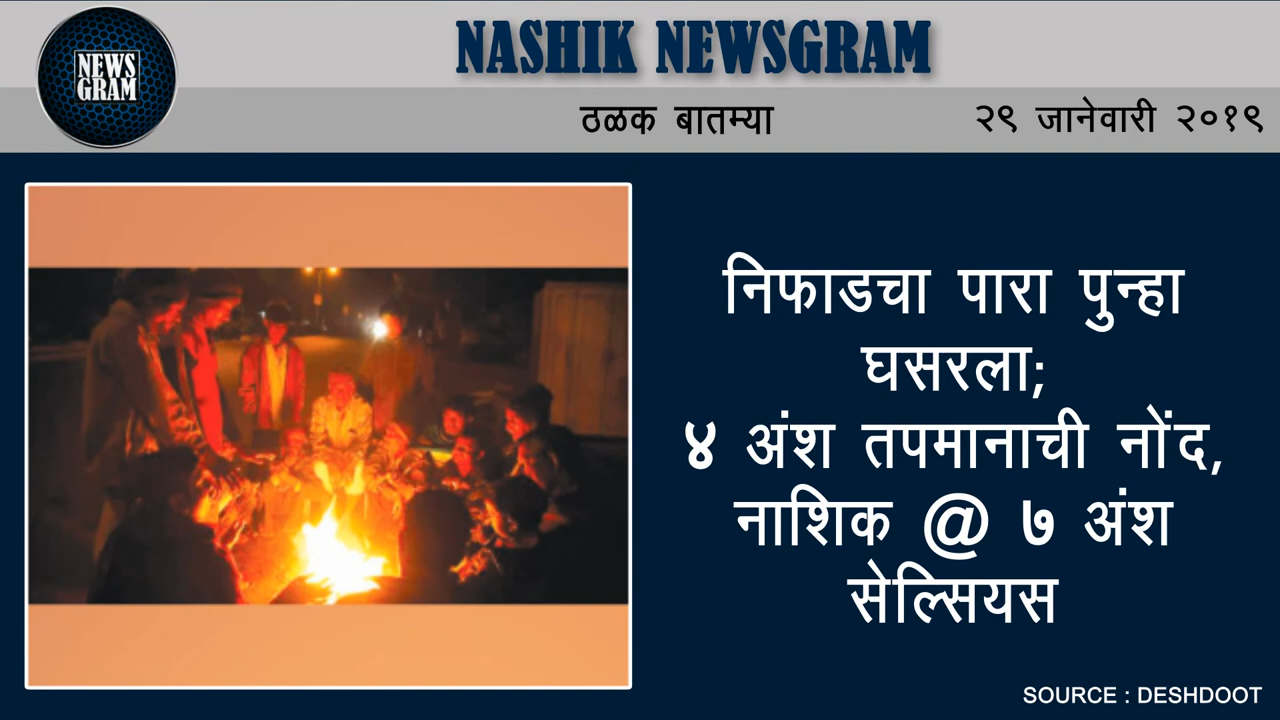 NEWS
GRAM
NASHIK NEWSGRAM
ठळक बातम्या
२९ जानेवारी २०१९
निफाडचा पारा पुन्हा
घसरला;
४ अंश तपमानाची नोंद,
नाशिक @ ७ अंश
सेल्सियस
SOURCE : DESHDOOT